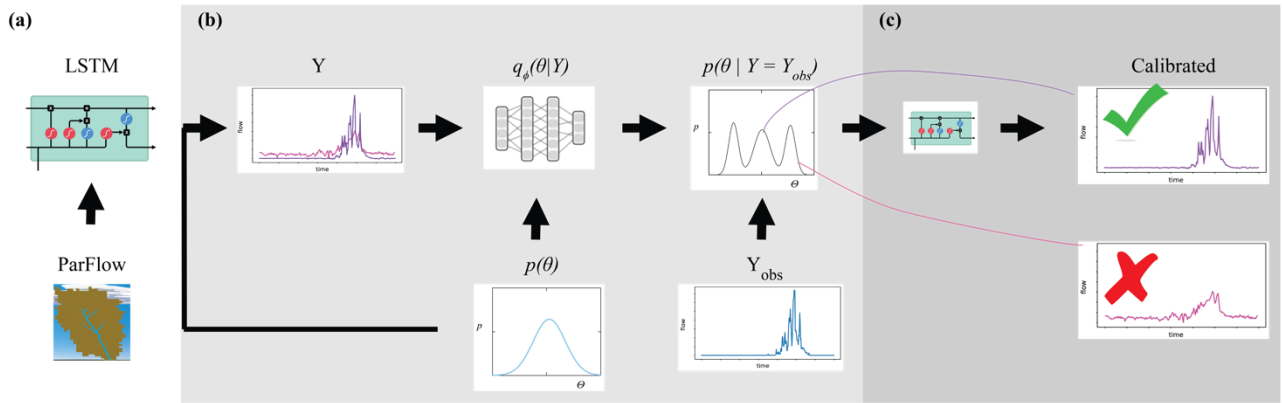 (a)
LSTM
ParFlow
(b)
Y
flow
time
qϕ(θ|Y)
p(θ)
p
Θ
p(θ | Y = Yobs)
p
Θ
Yobs
flow
time
(c)
Calibrated
flow
time
flow
time